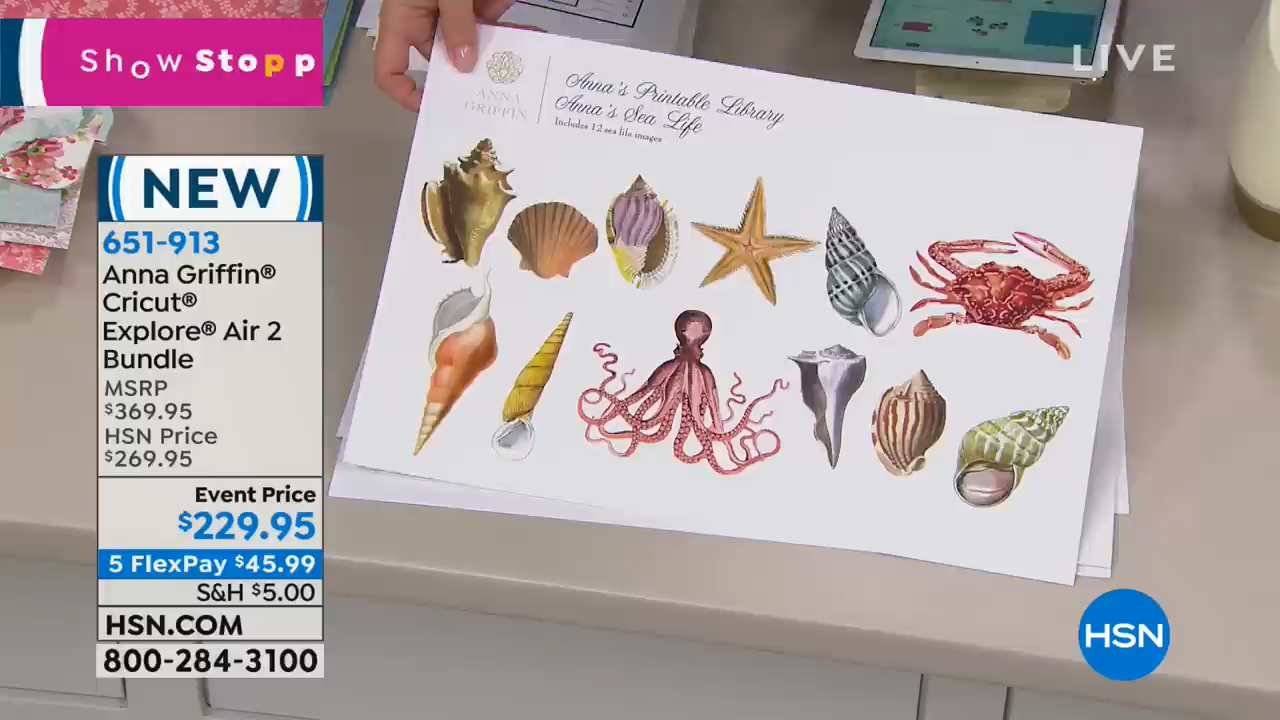 Show Stopp
LIVE
ANNA
GRIFFIN
Anna's Printable Library
Anna's Sea Life
Includes 12 sea life images
NEW
651-913
Anna Griffin®
Cricut®
Explore® Air 2
Bundle
MSRP
$369.95
HSN Price
$269.95
Event Price
$229.95
5 FlexPay $45.99
S&H $5.00
HSN.COM
800-284-3100
HSN